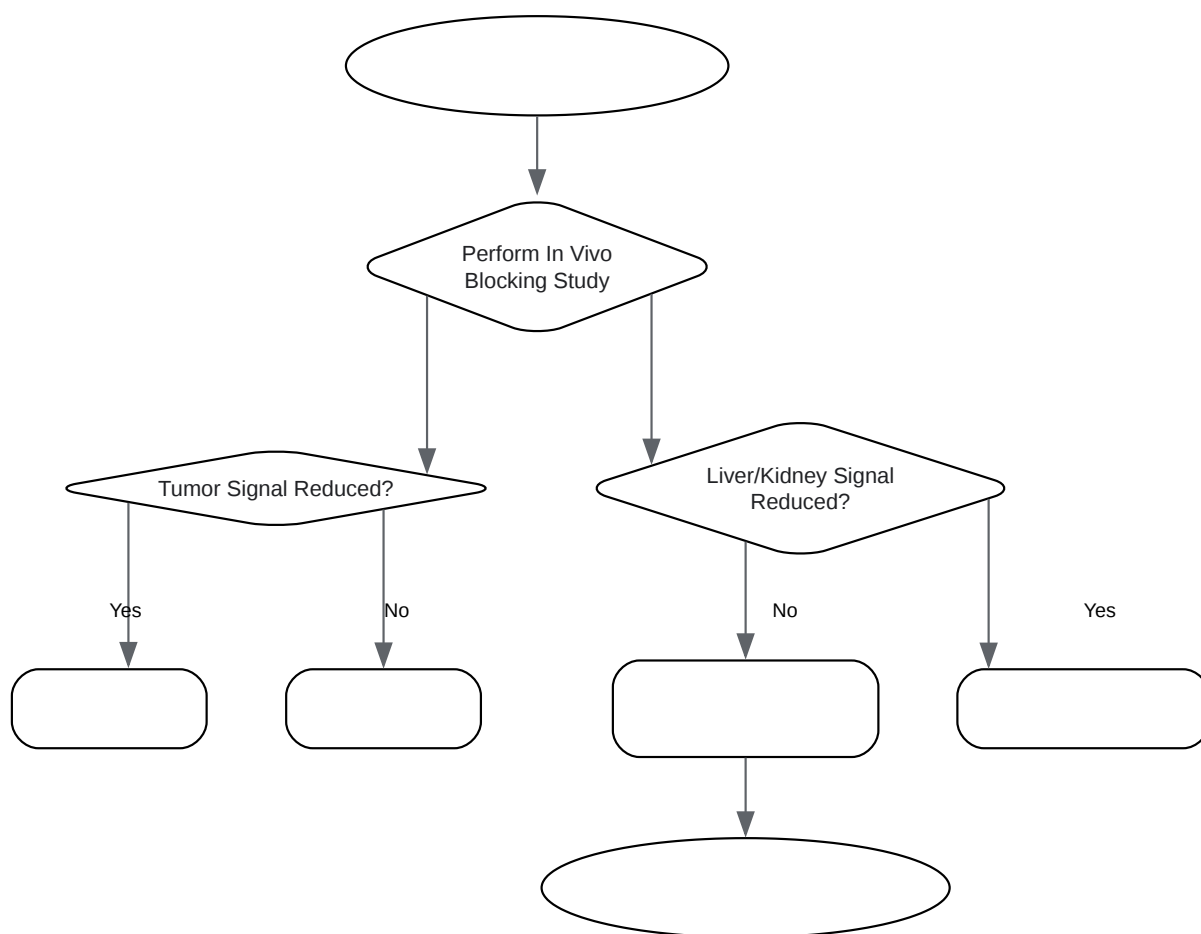 Perform In Vivo
Blocking Study
Tumor Signal Reduced?
Liver/Kidney Signal
Reduced?
Yes
No
No
Yes